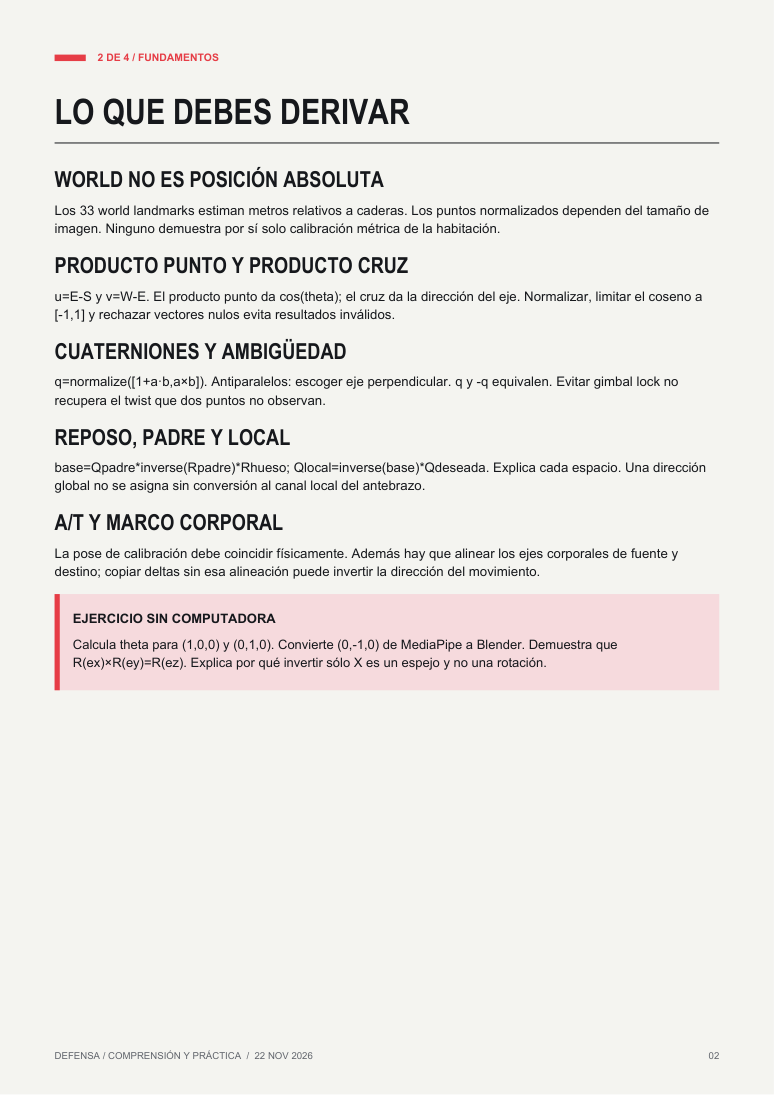 2 DE 4 / FUNDAMENTOS
LO QUE DEBES DERIVAR
WORLD NO ES POSICIÓN ABSOLUTA
Los 33 world landmarks estiman metros relativos a caderas. Los puntos normalizados dependen del tamaño de
imagen. Ninguno demuestra por sí solo calibración métrica de la habitación.
PRODUCTO PUNTO Y PRODUCTO CRUZ
u=E-S y v=W-E. El producto punto da cos(theta); el cruz da la dirección del eje. Normalizar, limitar el coseno a
[-1,1] y rechazar vectores nulos evita resultados inválidos.
CUATERNIONES Y AMBIGÜEDAD
q=normalize([1+a·b,a×b]). Antiparalelos: escoger eje perpendicular. q y -q equivalen. Evitar gimbal lock no
recupera el twist que dos puntos no observan.
REPOSO, PADRE Y LOCAL
base=Qpadre*inverse(Rpadre)*Rhueso; Qlocal=inverse(base)*Qdeseada. Explica cada espacio. Una dirección
global no se asigna sin conversión al canal local del antebrazo.
A/T Y MARCO CORPORAL
La pose de calibración debe coincidir físicamente. Además hay que alinear los ejes corporales de fuente y
destino; copiar deltas sin esa alineación puede invertir la dirección del movimiento.
EJERCICIO SIN COMPUTADORA
Calcula theta para (1,0,0) y (0,1,0). Convierte (0,-1,0) de MediaPipe a Blender. Demuestra que
R(ex)×R(ey)=R(ez). Explica por qué invertir sólo X es un espejo y no una rotación.
DEFENSA / COMPRENSIÓN Y PRÁCTICA / 22 NOV 2026
02